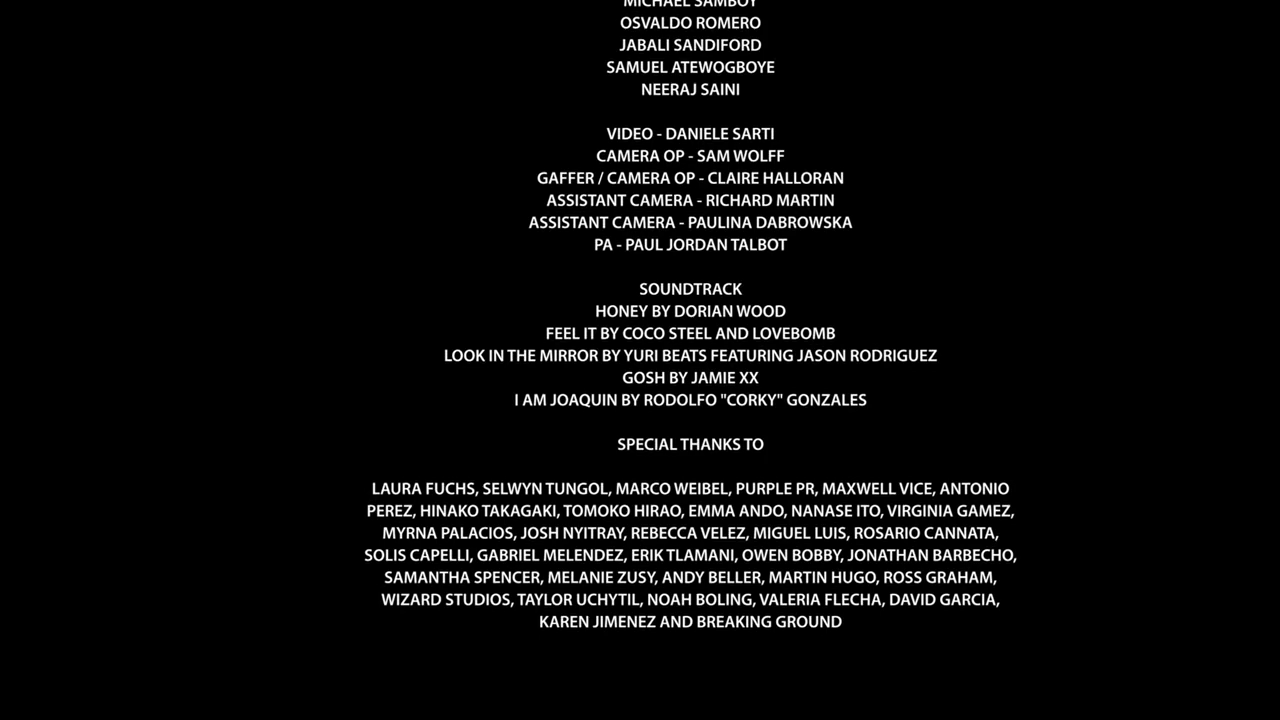 MICHAEL SAMBOY
OSVALDO ROMERO
JABALI SANDIFORD
SAMUEL ATEWOGBOYE
NEERAJ SAINI
VIDEO - DANIELE SARTI
CAMERA OP - SAM WOLFF
GAFFER / CAMERA OP - CLAIRE HALLORAN
ASSISTANT CAMERA - RICHARD MARTIN
ASSISTANT CAMERA - PAULINA DABROWSKA
PA - PAUL JORDAN TALBOT
SOUNDTRACK
HONEY BY DORIAN WOOD
FEEL IT BY COCO STEEL AND LOVEBOMB
LOOK IN THE MIRROR BY YURI BEATS FEATURING JASON RODRIGUEZ
GOSH BY JAMIE XX
I AM JOAQUIN BY RODOLFO "CORKY" GONZALES
SPECIAL THANKS TO
LAURA FUCHS, SELWYN TUNGOL, MARCO WEIBEL, PURPLE PR, MAXWELL VICE, ANTONIO
PEREZ, HINAKO TAKAGAKI, TOMOKO HIRAO, EMMA ANDO, NANASE ITO, VIRGINIA GAMEZ,
MYRNA PALACIOS, JOSH NYITRAY, REBECCA VELEZ, MIGUEL LUIS, ROSARIO CANNATA,
SOLIS CAPELLI, GABRIEL MELENDEZ, ERIK TLAMANI, OWEN BOBBY, JONATHAN BARBECHO,
SAMANTHA SPENCER, MELANIE ZUSY, ANDY BELLER, MARTIN HUGO, ROSS GRAHAM,
WIZARD STUDIOS, TAYLOR UCHYTIL, NOAH BOLING, VALERIA FLECHA, DAVID GARCIA,
KAREN JIMENEZ AND BREAKING GROUND